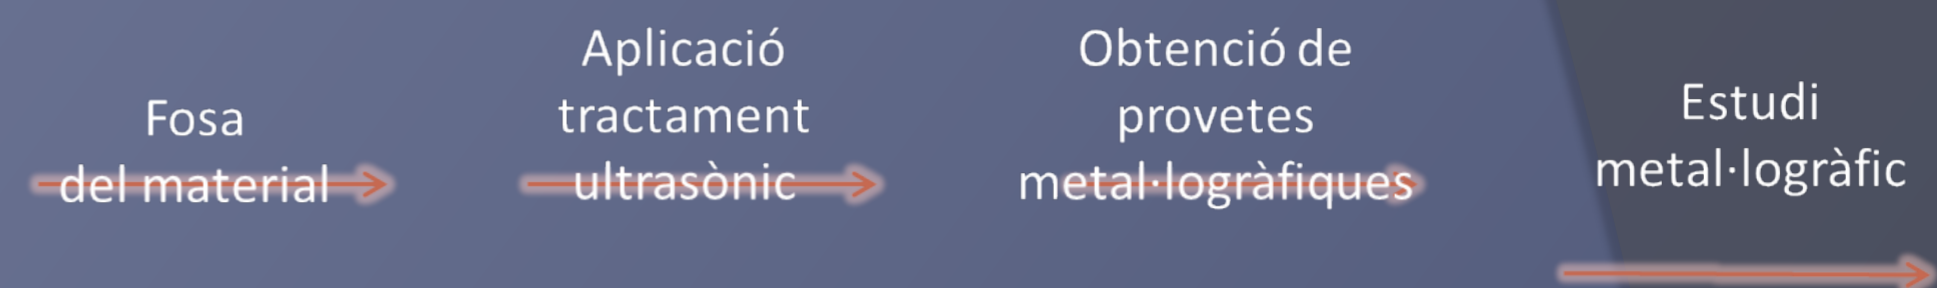 Fosa
del material
Aplicació
tractament
ultrasònic
Obtenció de
provetes
metal·logràfiques
Estudi
metal·logràfic